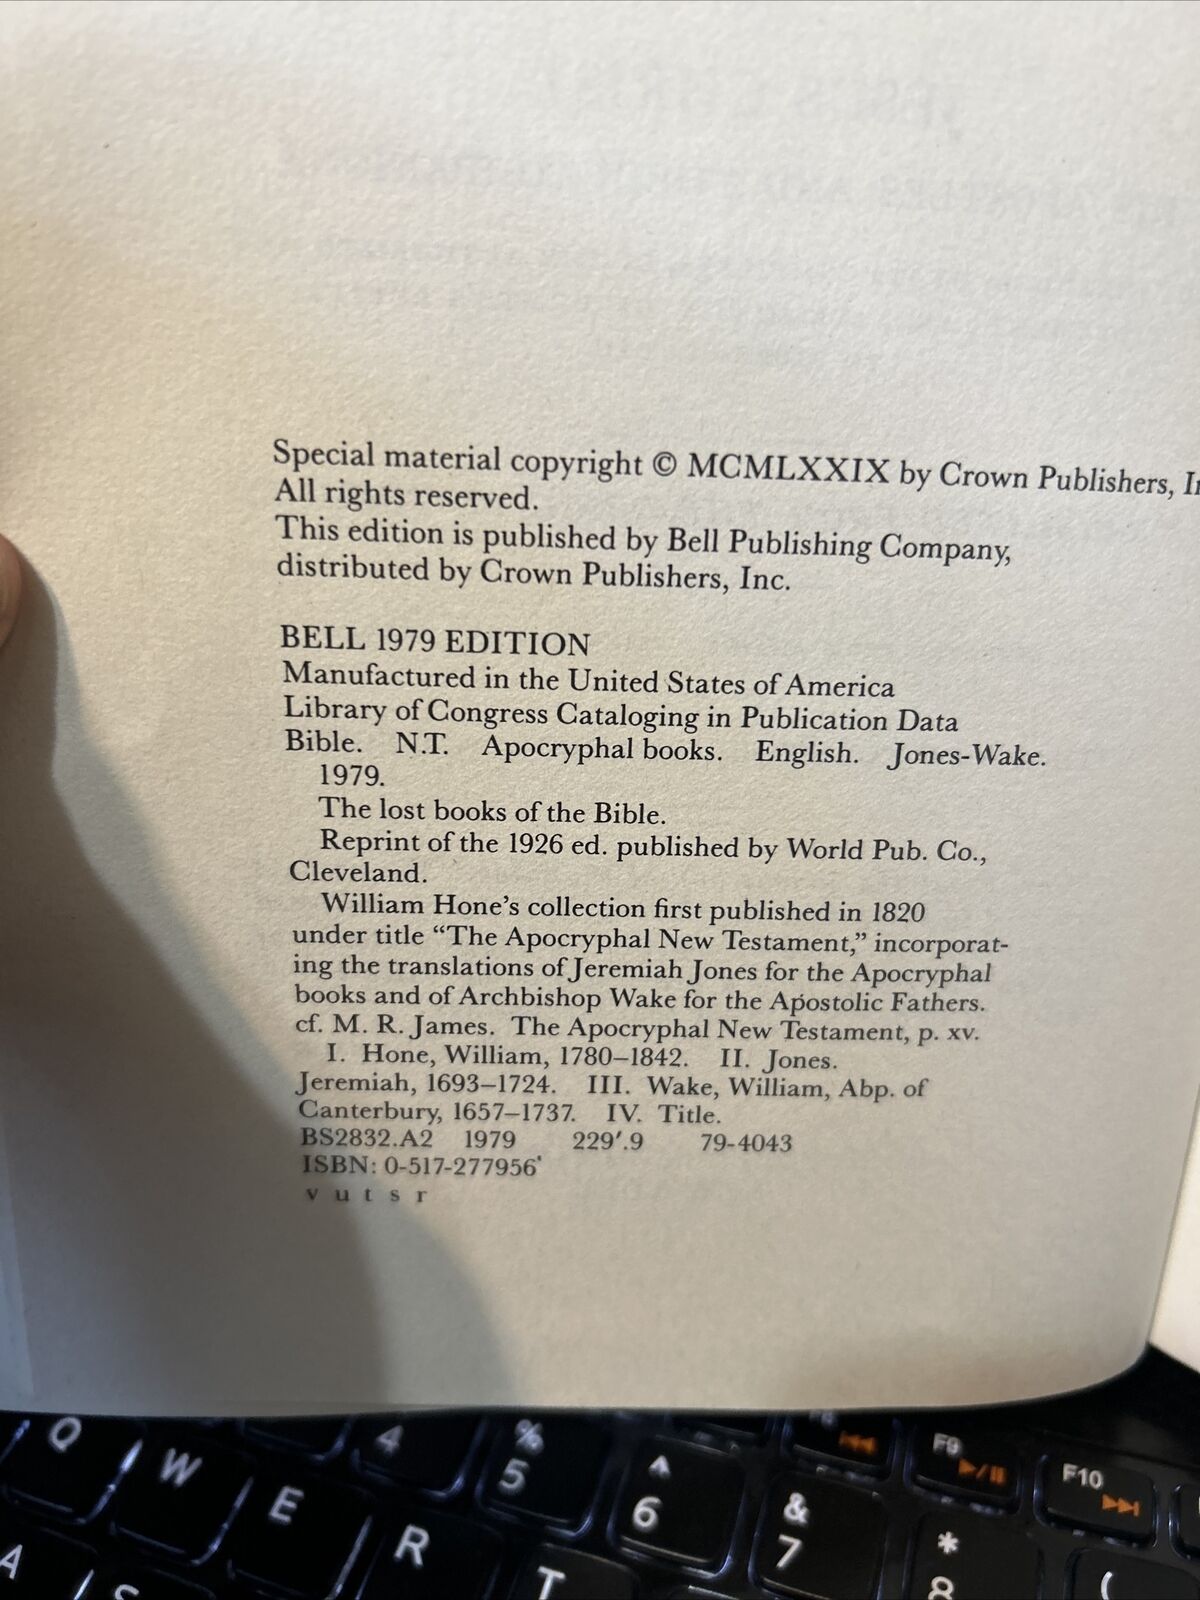 Special material copyright © MCMLXXIX by Crown Publishers,
All rights reserved.
This edition is published by Bell Publishing Company,
distributed by Crown Publishers, Inc.
BELL 1979 EDITION
Manufactured in the United States of America
Library of Congress Cataloging in Publication Data
Bible. N.T. Apocryphal books. English. Jones-Wake.
1979.
The lost books of the Bible.
Reprint of the 1926 ed. published by World Pub. Co.,
Cleveland.
William Hone's collection first published in 1820
under title “The Apocryphal New Testament,” incorporat-
ing the translations of Jeremiah Jones for the Apocryphal
books and of Archbishop Wake for the Apostolic Fathers.
cf. M. R. James. The Apocryphal New Testament, p. xv.
I. Hone, William, 1780–1842. II. Jones.
Jeremiah, 1693–1724. III. Wake, William, Abp. of
Canterbury, 1657–1737. IV. Title.
BS2832.A2 1979 229′.9 79-4043
ISBN: 0-517-277956
v u t s r
Q W E R T
4 % 5 ^ 6 & 7 * 8 (
F9 F10
A S